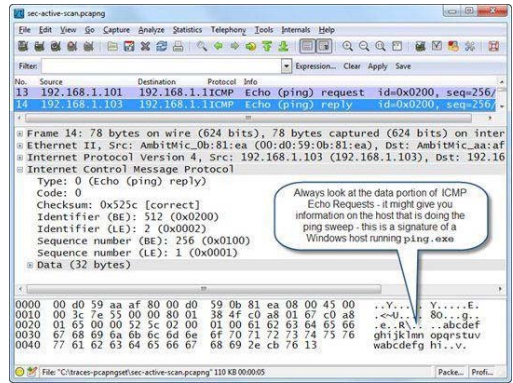 sec-active-scan.pcapng
File Edit View Go Capture Analyze Statistics Telephony Tools Internals Help
Filter: Expression... Clear Apply Save
No. Source Destination Protocol Info
13 192.168.1.101 192.168.1.1ICMP Echo (ping) request id=0x0200, seq=256/
14 192.168.1.103 192.168.1.1ICMP Echo (ping) reply id=0x0200, seq=256/
Frame 14: 78 bytes on wire (624 bits), 78 bytes captured (624 bits) on inter
Ethernet II, Src: AmbitMic_0b:81:ea (00:d0:59:0b:81:ea), Dst: AmbitMic_aa:af
Internet Protocol Version 4, Src: 192.168.1.103 (192.168.1.103), Dst: 192.16
Internet Control Message Protocol
Type: 0 (Echo (ping) reply)
Code: 0
Checksum: 0x525c [correct]
Identifier (BE): 512 (0x0200)
Identifier (LE): 2 (0x0002)
Sequence number (BE): 256 (0x0100)
Sequence number (LE): 1 (0x0001)
Data (32 bytes)
Always look at the data portion of ICMP
Echo Requests - it might give you
information on the host that is doing the
ping sweep - this is a signature of a
Windows host running ping.exe
0000 00 d0 59 aa af 80 00 d0 59 0b 81 ea 08 00 45 00 ..Y..... Y.....E.
0010 00 3c 7e 55 00 00 80 01 38 4f c0 a8 01 67 c0 a8 .<~U.... 8O...g..
0020 01 65 00 00 52 5c 02 00 01 00 61 62 63 64 65 66 .e..R\.. ..abcdef
0030 67 68 69 6a 6b 6c 6d 6e 6f 70 71 72 73 74 75 76 ghijklmn opqrstuv
0040 77 61 62 63 64 65 66 67 68 69 2e cb 76 13 wabcdefg hi..v.
File: "C:\traces-pcapngset\sec-active-scan.pcapng" 110 KB 00:00:05 Packe... Profi...